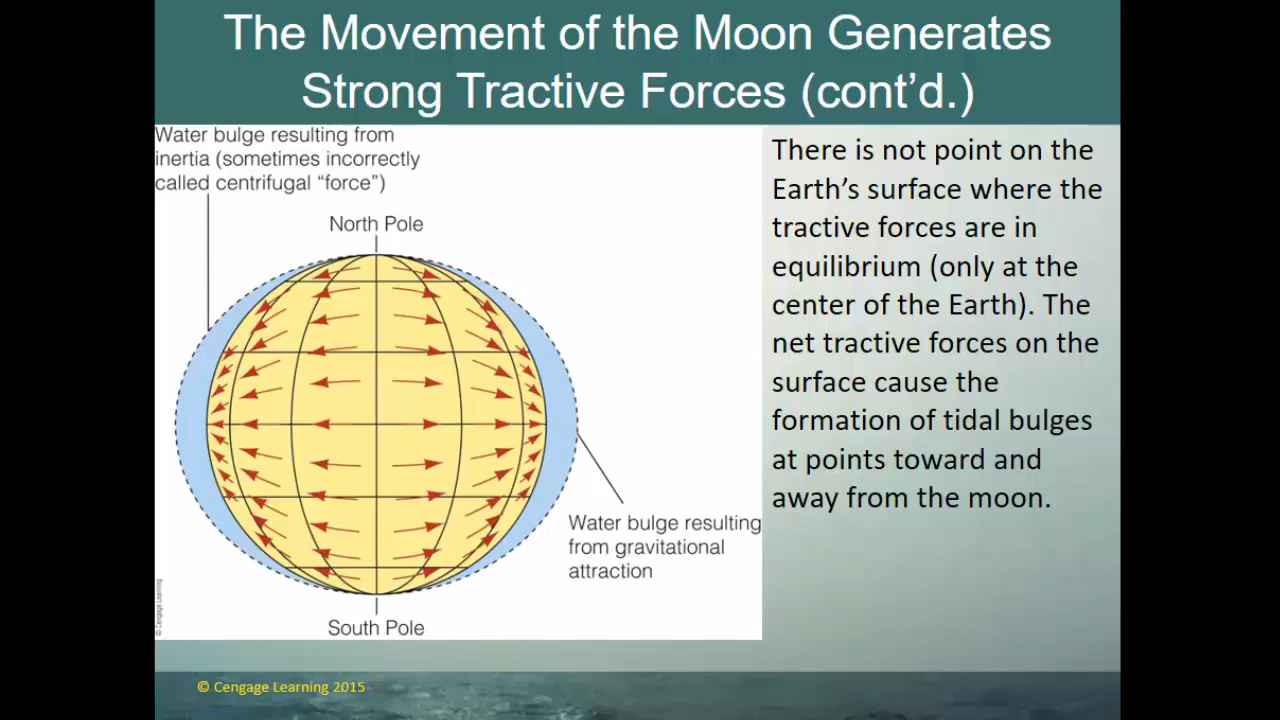 The Movement of the Moon Generates
Strong Tractive Forces (cont’d.)
Water bulge resulting from
inertia (sometimes incorrectly
called centrifugal “force”)
North Pole
Water bulge resulting
from gravitational
attraction
South Pole
© Cengage Learning
There is not point on the
Earth’s surface where the
tractive forces are in
equilibrium (only at the
center of the Earth). The
net tractive forces on the
surface cause the
formation of tidal bulges
at points toward and
away from the moon.
© Cengage Learning 2015